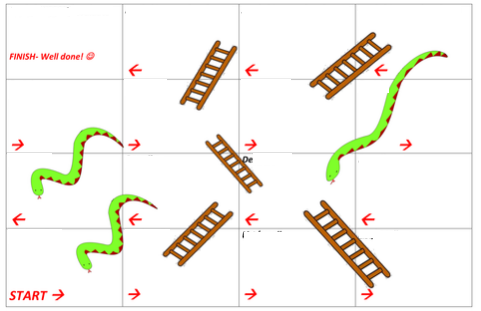 FINISH- Well done! ☺
De
START